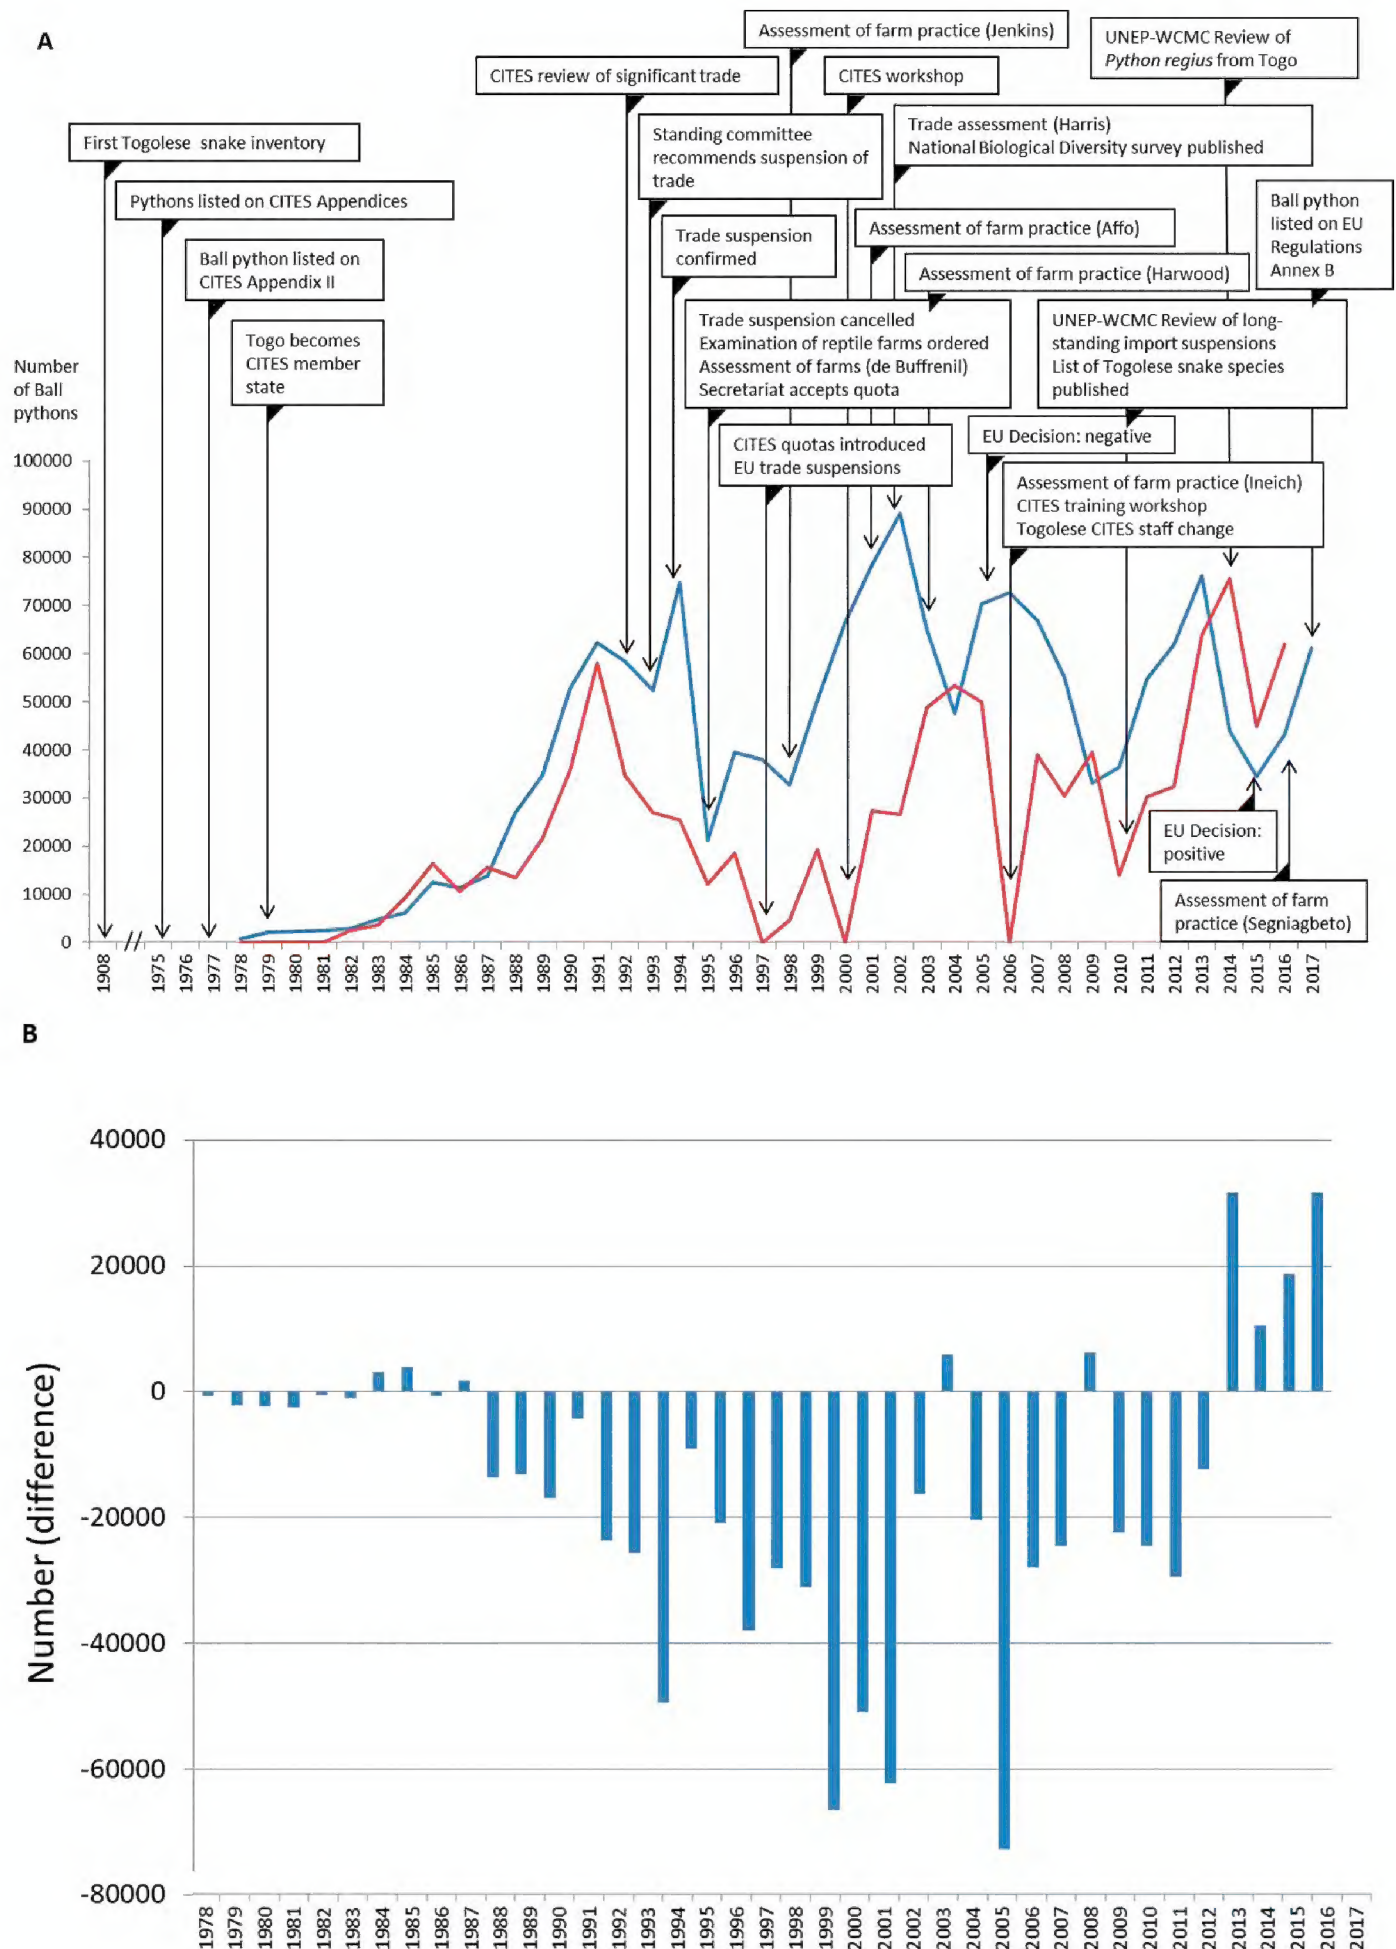 A
Assessment of farm practice (Jenkins)
UNEP-WCMC Review of
Python regius from Togo
CITES review of significant trade
CITES workshop
First Togolese snake inventory
Standing committee
recommends suspension of
trade
Trade assessment (Harris)
National Biological Diversity survey published
Pythons listed on CITES Appendices
Ball python
listed on EU
Regulations
Annex B
Trade suspension
confirmed
Assessment of farm practice (Affo)
Ball python listed on
CITES Appendix II
Assessment of farm practice (Harwood)
Togo becomes
CITES member
state
Trade suspension cancelled
Examination of reptile farms ordered
Assessment of farms (de Buffrenil)
Secretariat accepts quota
UNEP-WCMC Review of long-
standing import suspensions
List of Togolese snake species
published
Number
of Ball
pythons
CITES quotas introduced
EU trade suspensions
EU Decision: negative
Assessment of farm practice (Ineich)
CITES training workshop
Togolese CITES staff change
EU Decision:
positive
Assessment of farm
practice (Segniagbeto)
100000
90000
80000
70000
60000
50000
40000
30000
20000
10000
0
1908
1975
1976
1977
1978
1979
1980
1981
1982
1983
1984
1985
1986
1987
1988
1989
1990
1991
1992
1993
1994
1995
1996
1997
1998
1999
2000
2001
2002
2003
2004
2005
2006
2007
2008
2009
2010
2011
2012
2013
2014
2015
2016
2017
B
Number (difference)
40000
20000
0
-20000
-40000
-60000
-80000
1978
1979
1980
1981
1982
1983
1984
1985
1986
1987
1988
1989
1990
1991
1992
1993
1994
1995
1996
1997
1998
1999
2000
2001
2002
2003
2004
2005
2006
2007
2008
2009
2010
2011
2012
2013
2014
2015
2016
2017